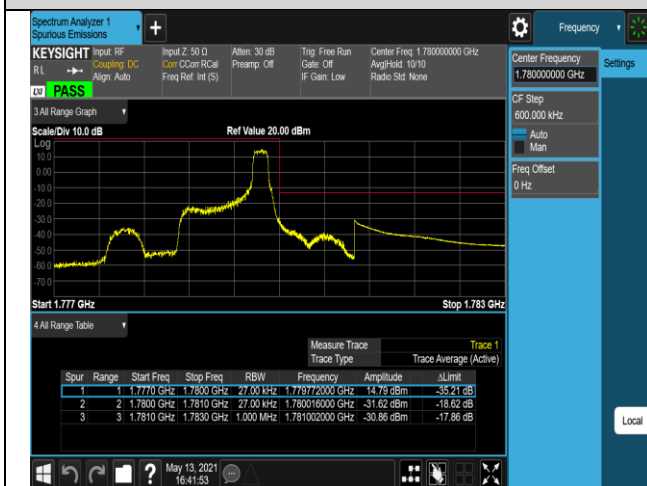 Spectrum Analyzer 1
Spurious Emissions
Frequency
KEYSIGHT
Input: RF
Coupling: DC
Align: Auto
Input Z: 50 Ω
Corr CCorr RCal
Freq Ref: Int (S)
Atten: 30 dB
Preamp: Off
Trig: Free Run
Gate: Off
IF Gain: Low
Center Freq: 1.780000000 GHz
Avg|Hold: 10/10
Radio Std: None
RL
LXI
PASS
Center Frequency
1.780000000 GHz
Settings
CF Step
600.000 kHz
Auto
Man
Freq Offset
0 Hz
3 All Range Graph
Scale/Div 10.0 dB
Ref Value 20.00 dBm
Log
10.0
0.00
-10.0
-20.0
-30.0
-40.0
-50.0
-60.0
-70.0
Start 1.777 GHz
Stop 1.783 GHz
4 All Range Table
Measure Trace Trace 1
Trace Type Trace Average (Active)
Spur Range Start Freq Stop Freq RBW Frequency Amplitude ΔLimit
1 1 1.7770 GHz 1.7800 GHz 27.00 kHz 1.779772000 GHz 14.79 dBm -35.21 dB
2 2 1.7800 GHz 1.7810 GHz 27.00 kHz 1.780016000 GHz -31.62 dBm -18.62 dB
3 3 1.7810 GHz 1.7830 GHz 1.000 MHz 1.781002000 GHz -30.86 dBm -17.86 dB
Local
May 13, 2021
16:41:53